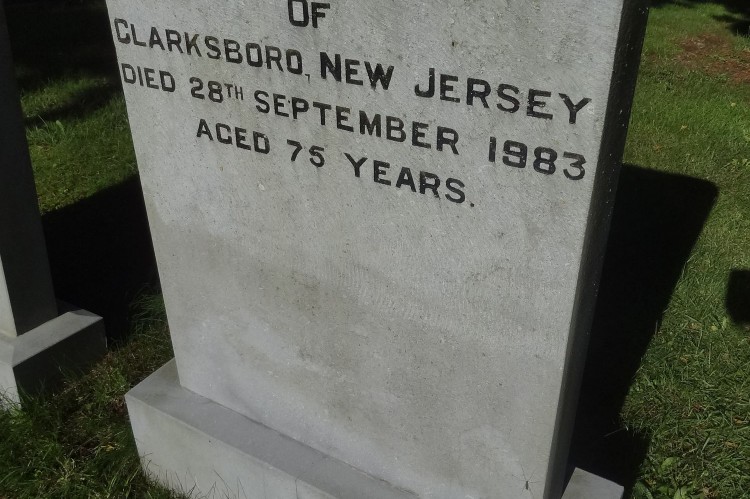 OF
CLARKSBORO, NEW JERSEY
DIED 28TH SEPTEMBER 1983
AGED 75 YEARS.